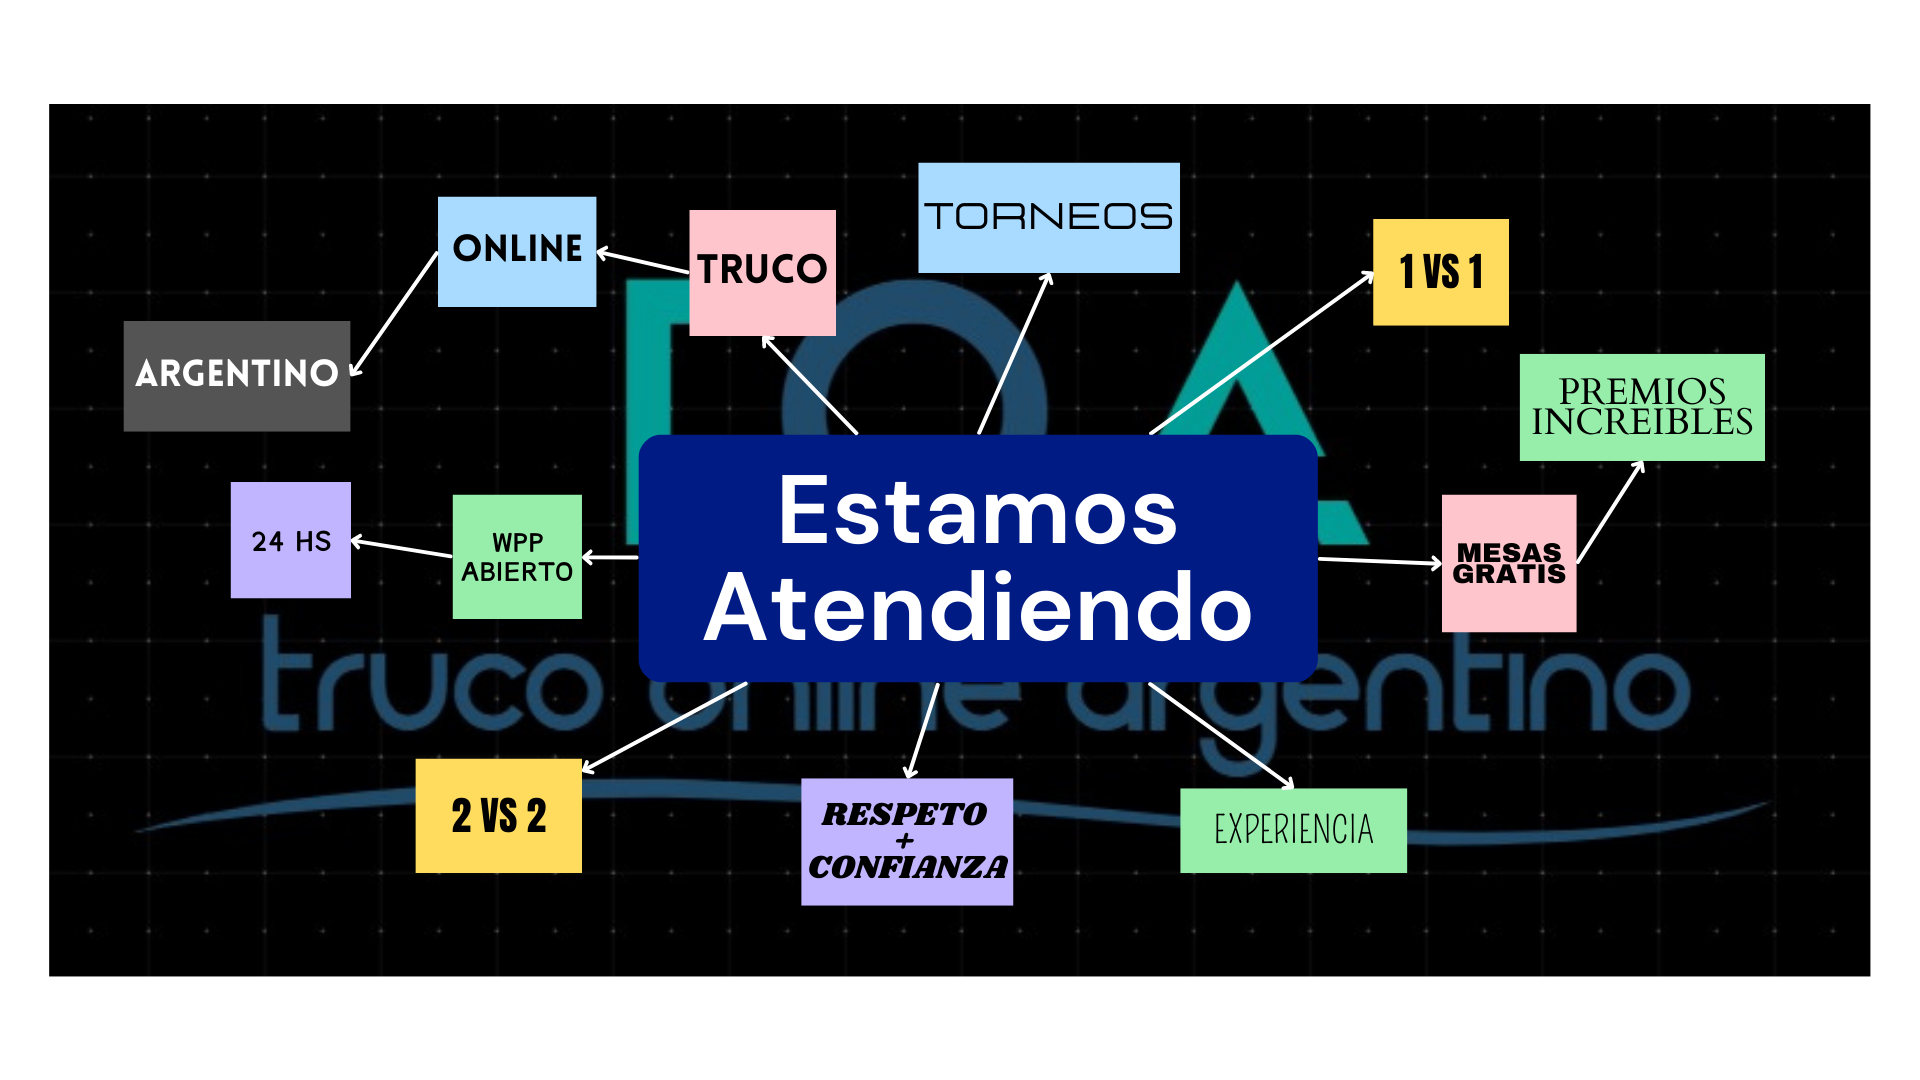 TORNEOS
ONLINE
TRUCO
1 VS 1
ARGENTINO
PREMIOS
INCREIBLES
Estamos
Atendiendo
24 HS
WPP
ABIERTO
MESAS
GRATIS
truco online argentino
2 VS 2
RESPETO
+
CONFIANZA
EXPERIENCIA